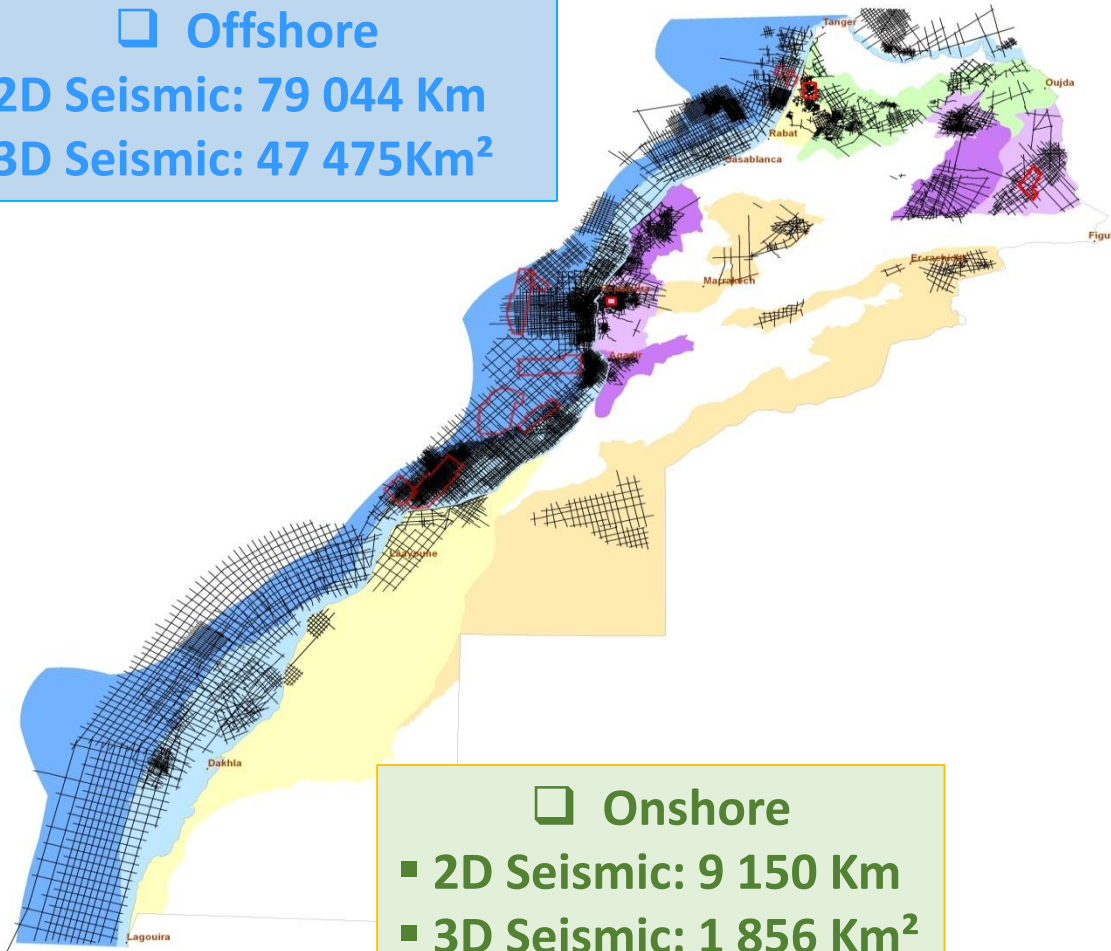 ❑ Offshore
2D Seismic: 79 044 Km
3D Seismic: 47 475Km²
Tanger
Oujda
Rabat
Casablanca
Figu
Er-rachidia
Marrakech
Agadir
Laayoune
Dakhla
❑ Onshore
▪ 2D Seismic: 9 150 Km
▪ 3D Seismic: 1 856 Km²
Lagouira